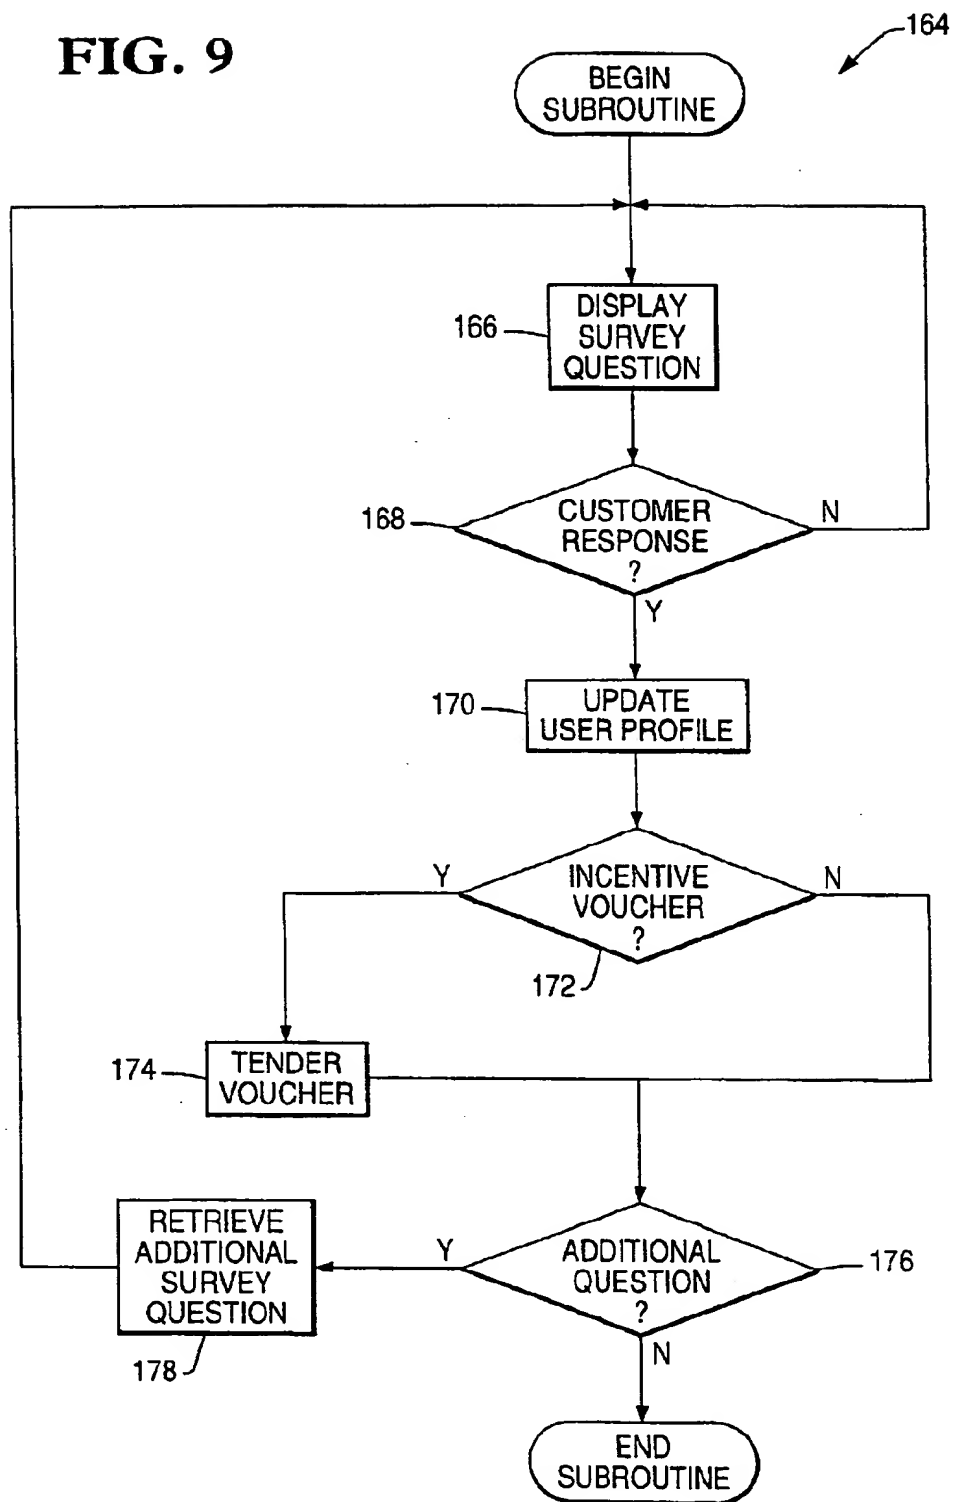 FIG. 9
164
BEGIN
SUBROUTINE
166
DISPLAY
SURVEY
QUESTION
168
CUSTOMER
RESPONSE
?
N
Y
170
UPDATE
USER PROFILE
Y
INCENTIVE
VOUCHER
?
N
172
174
TENDER
VOUCHER
RETRIEVE
ADDITIONAL
SURVEY
QUESTION
178
Y
ADDITIONAL
QUESTION
?
176
N
END
SUBROUTINE